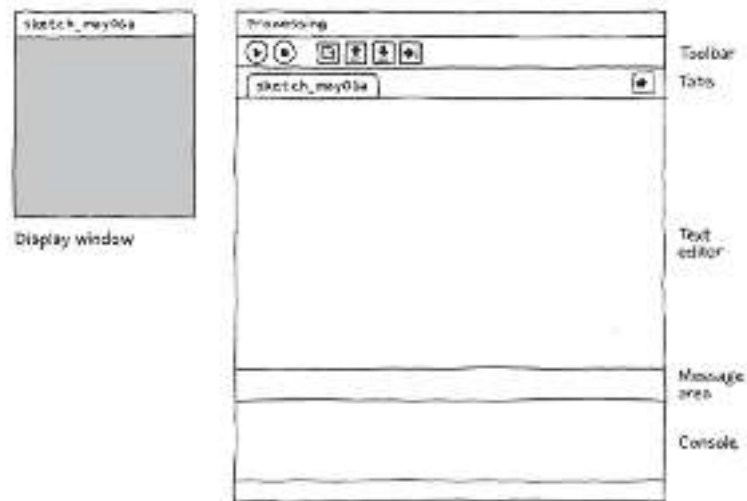 sketch_may06a
Display window
Processing
Toolbar
sketch_may06a
Tabs
Text
editor
Message
area
Console